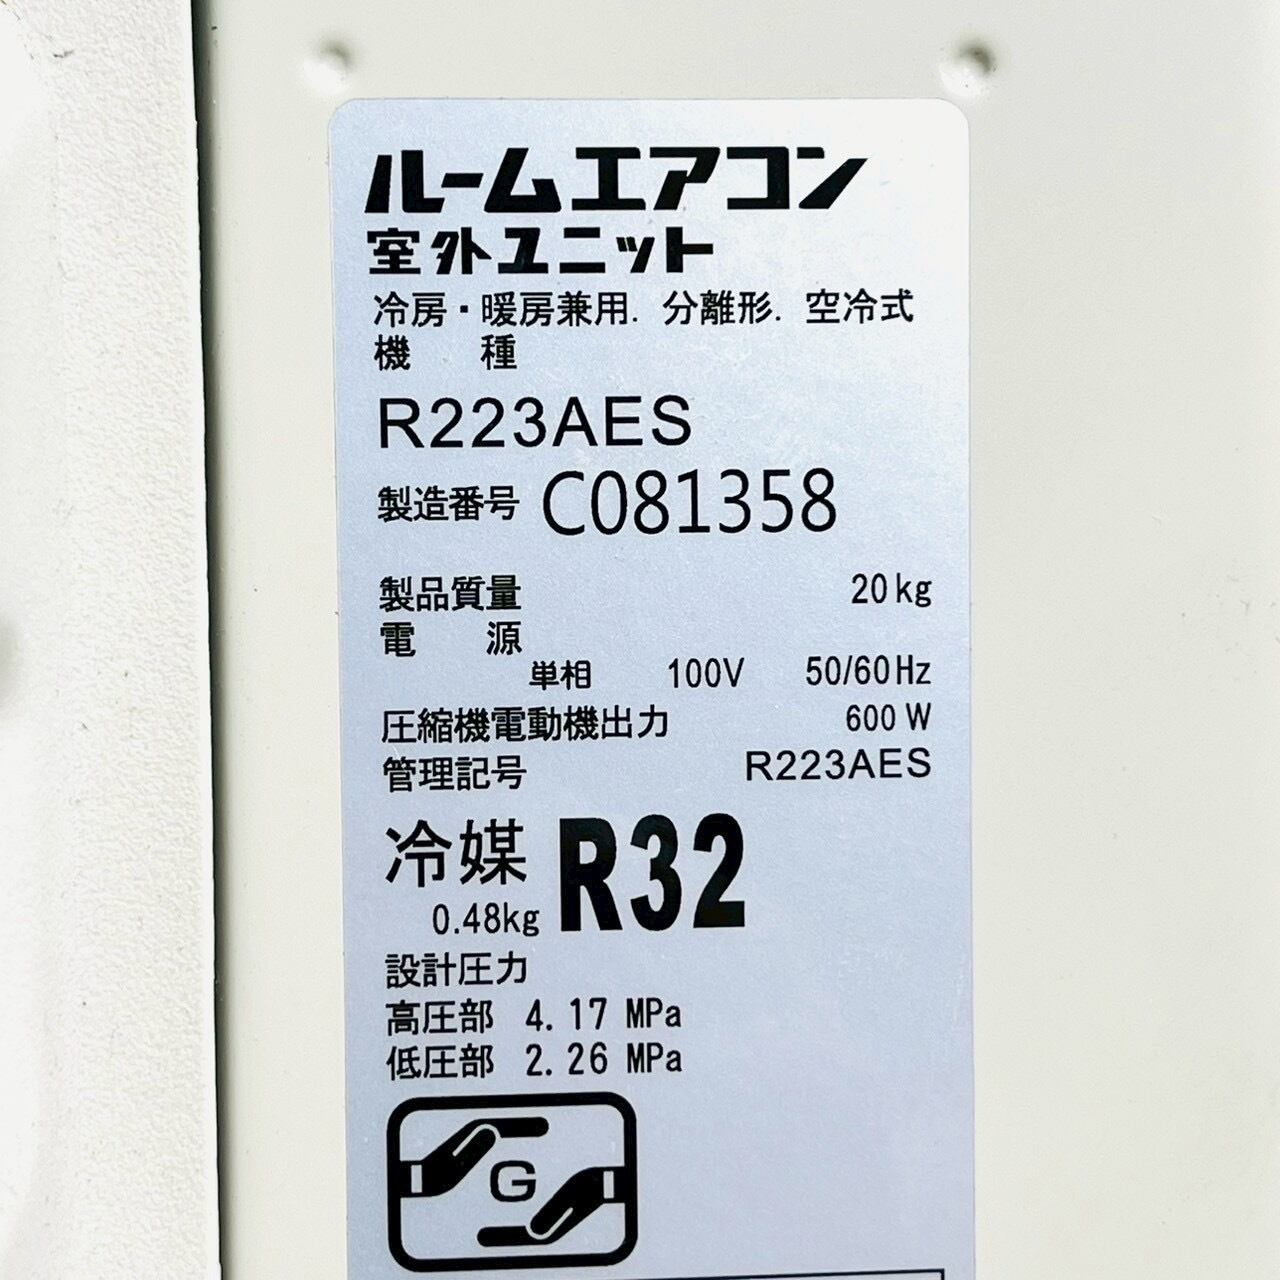 ルームエアコン
室外ユニット
冷房・暖房兼用. 分離形. 空冷式
機　種
R223AES
製造番号 C081358
製品質量 20kg
電　源
単相 100V 50/60Hz
圧縮機電動機出力 600W
管理記号 R223AES
冷媒 R32
0.48kg
設計圧力
高圧部 4.17 MPa
低圧部 2.26 MPa
G